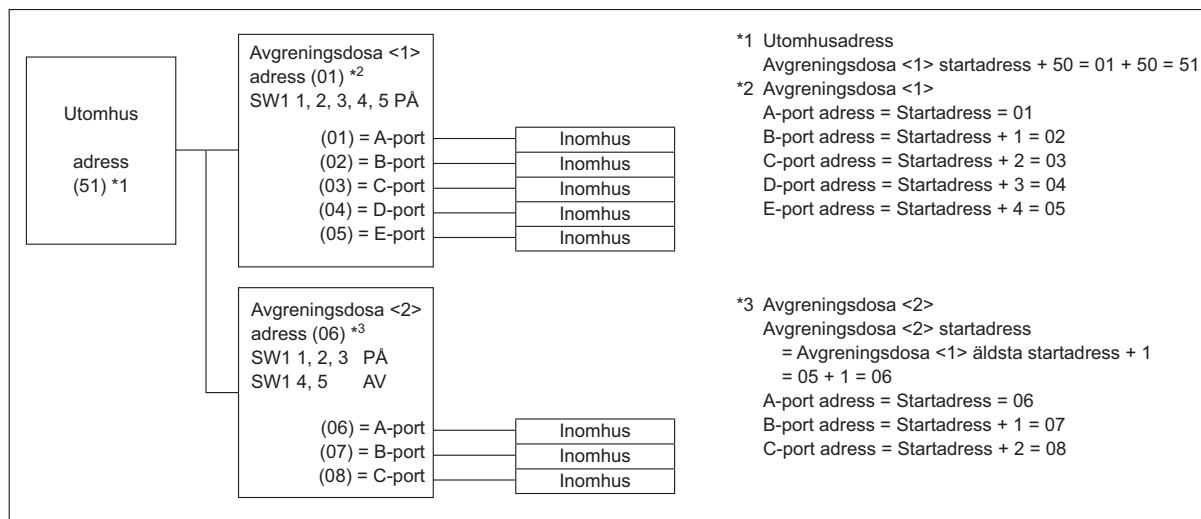 Utomhus
adress
(51) *1
Avgreningsdosa <1>
adress (01) *2
SW1 1, 2, 3, 4, 5 PÅ
(01) = A-port
(02) = B-port
(03) = C-port
(04) = D-port
(05) = E-port
Inomhus
Inomhus
Inomhus
Inomhus
Inomhus
Avgreningsdosa <2>
adress (06) *3
SW1 1, 2, 3 PÅ
SW1 4, 5 AV
(06) = A-port
(07) = B-port
(08) = C-port
Inomhus
Inomhus
Inomhus
*1 Utomhusadress
Avgreningsdosa <1> startadress + 50 = 01 + 50 = 51
*2 Avgreningsdosa <1>
A-port adress = Startadress = 01
B-port adress = Startadress + 1 = 02
C-port adress = Startadress + 2 = 03
D-port adress = Startadress + 3 = 04
E-port adress = Startadress + 4 = 05
*3 Avgreningsdosa <2>
Avgreningsdosa <2> startadress
= Avgreningsdosa <1> äldsta startadress + 1
= 05 + 1 = 06
A-port adress = Startadress = 06
B-port adress = Startadress + 1 = 07
C-port adress = Startadress + 2 = 08